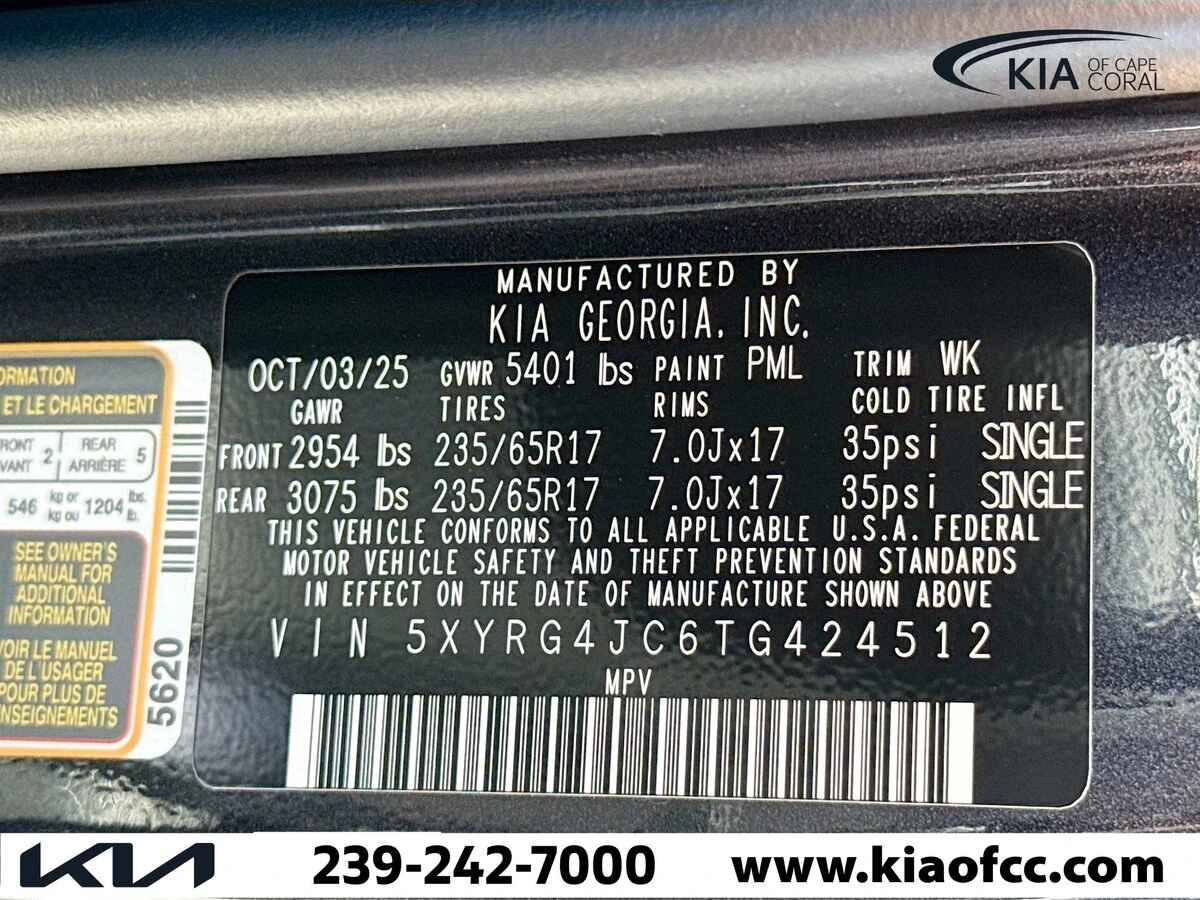 KIA OF CAPE CORAL
MANUFACTURED BY
KIA GEORGIA, INC.
OCT/03/25 GVWR 5401 lbs PAINT PML TRIM WK
GAWR TIRES RIMS COLD TIRE INFL
FRONT 2954 lbs 235/65R17 7.0Jx17 35psi SINGLE
REAR 3075 lbs 235/65R17 7.0Jx17 35psi SINGLE
THIS VEHICLE CONFORMS TO ALL APPLICABLE U.S.A. FEDERAL
MOTOR VEHICLE SAFETY AND THEFT PREVENTION STANDARDS
IN EFFECT ON THE DATE OF MANUFACTURE SHOWN ABOVE
VIN 5XYRG4JC6TG424512
MPV
ET LE CHARGEMENT
FRONT 2 REAR 5
ARRIÈRE
546 kg or 1204 lbs.
kg ou lb.
SEE OWNER'S
MANUAL FOR
ADDITIONAL
INFORMATION
VOIR LE MANUEL
DE L'USAGER
POUR PLUS DE
5620
KIA 239-242-7000 www.kiaofcc.com